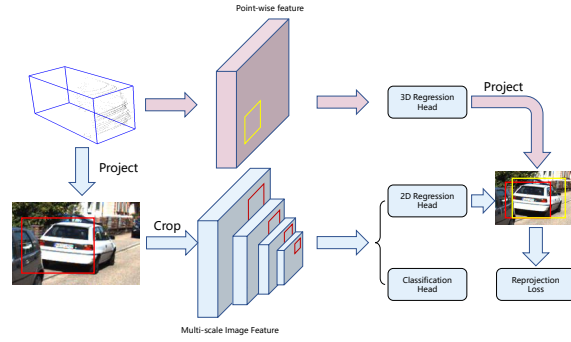 Point-wise feature
Project
3D Regression
Head
Project
Crop
2D Regression
Head
Classification
Head
Reprojection
Loss
Multi-scale Image Feature